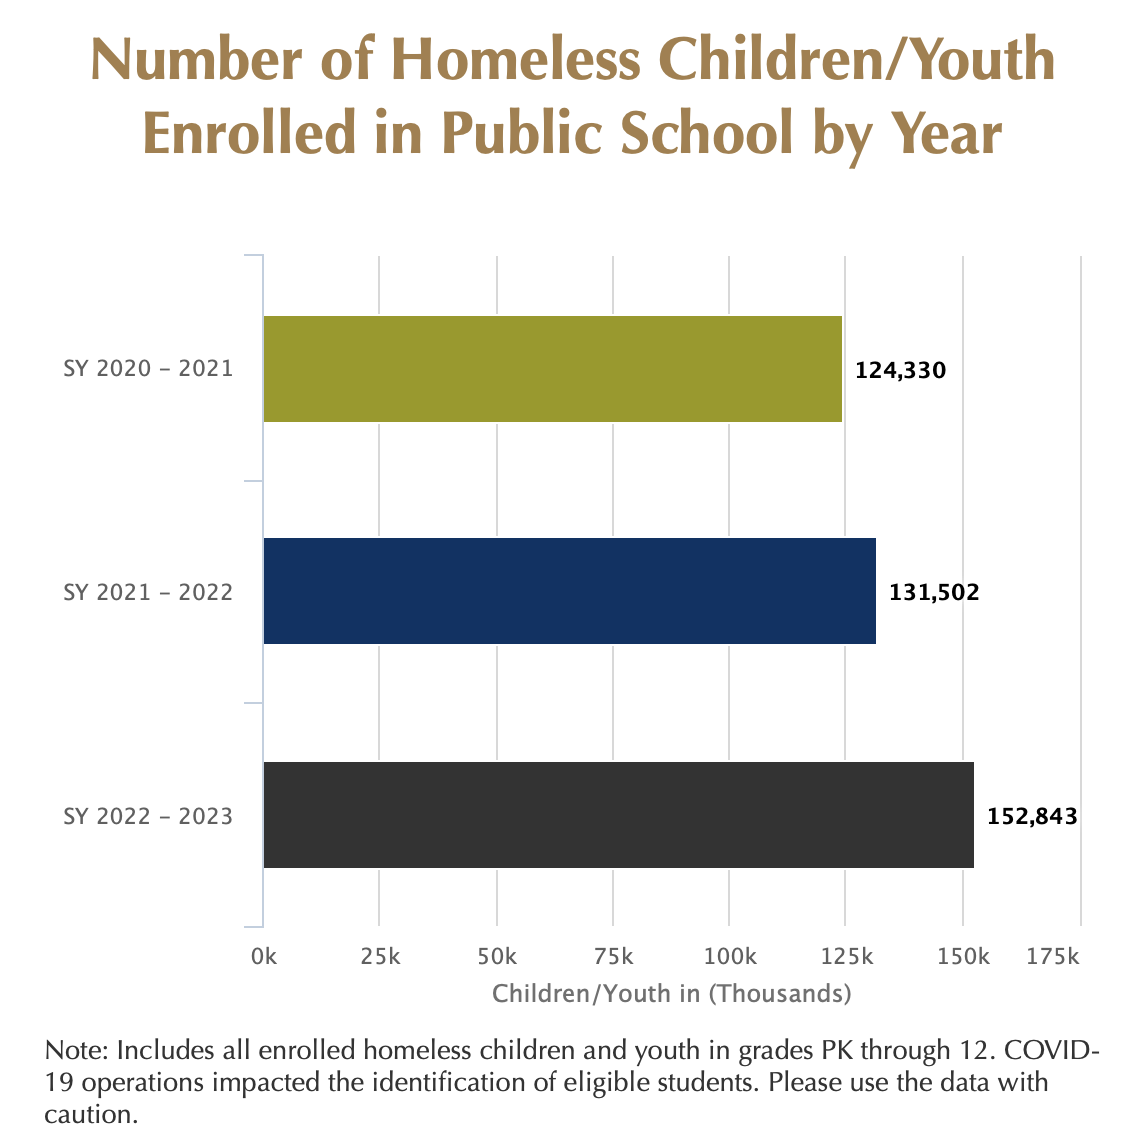 Number of Homeless Children/Youth
Enrolled in Public School by Year
SY 2020 – 2021
124,330
SY 2021 – 2022
131,502
SY 2022 – 2023
152,843
0k 25k 50k 75k 100k 125k 150k 175k
Children/Youth in (Thousands)
Note: Includes all enrolled homeless children and youth in grades PK through 12. COVID-
19 operations impacted the identification of eligible students. Please use the data with
caution.